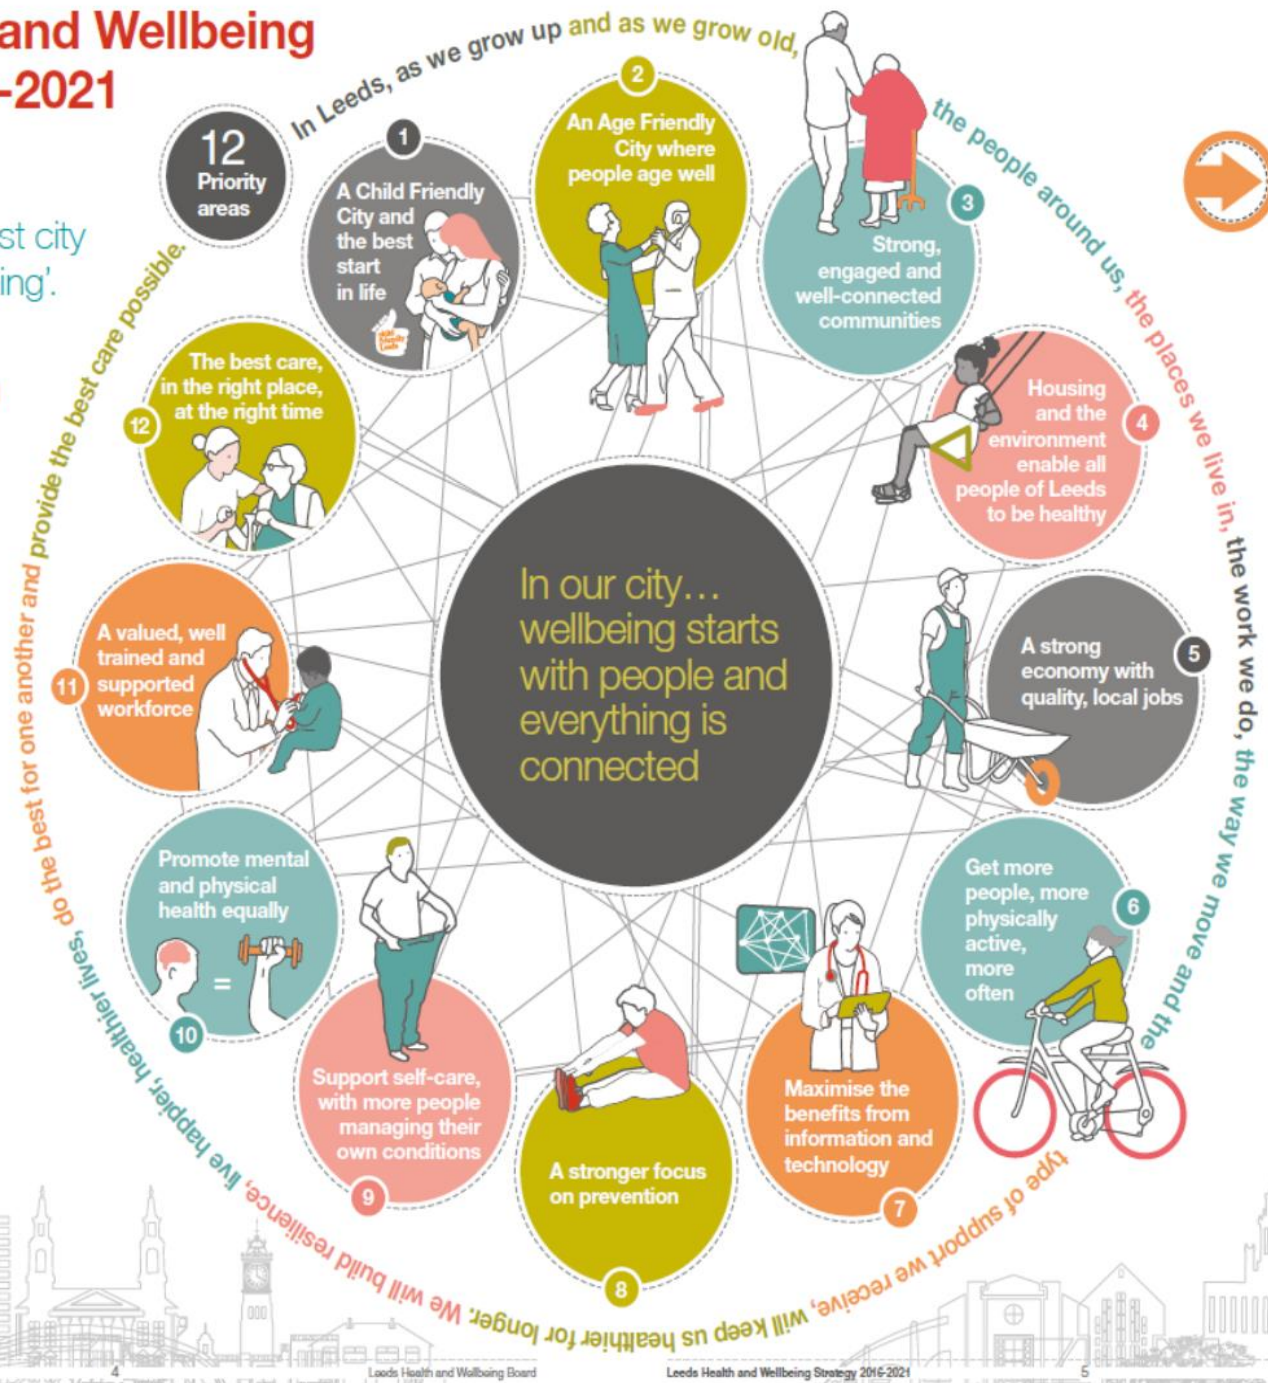 and Wellbeing
-2021
st city
ing'.
12
Priority
areas
In Leeds, as we grow up and as we grow old, the people around us, the places we live in, the work we do, the way we move and the type of support we receive, will keep us healthier for longer. We will build resilience, live happier, healthier lives, do the best for one another and provide the best care possible.
1
A Child Friendly
City and
the best
start
in life
Child
Friendly
Leeds
2
An Age Friendly
City where
people age well
3
Strong,
engaged and
well-connected
communities
4
Housing
and the
environment
enable all
people of Leeds
to be healthy
5
A strong
economy with
quality, local jobs
6
Get more
people, more
physically
active,
more
often
7
Maximise the
benefits from
information and
technology
8
A stronger focus
on prevention
9
Support self-care,
with more people
managing their
own conditions
10
Promote mental
and physical
health equally
=
11
A valued, well
trained and
supported
workforce
12
The best care,
in the right place,
at the right time
In our city…
wellbeing starts
with people and
everything is
connected
4
Leeds Health and Wellbeing Board
Leeds Health and Wellbeing Strategy 2016-2021
5